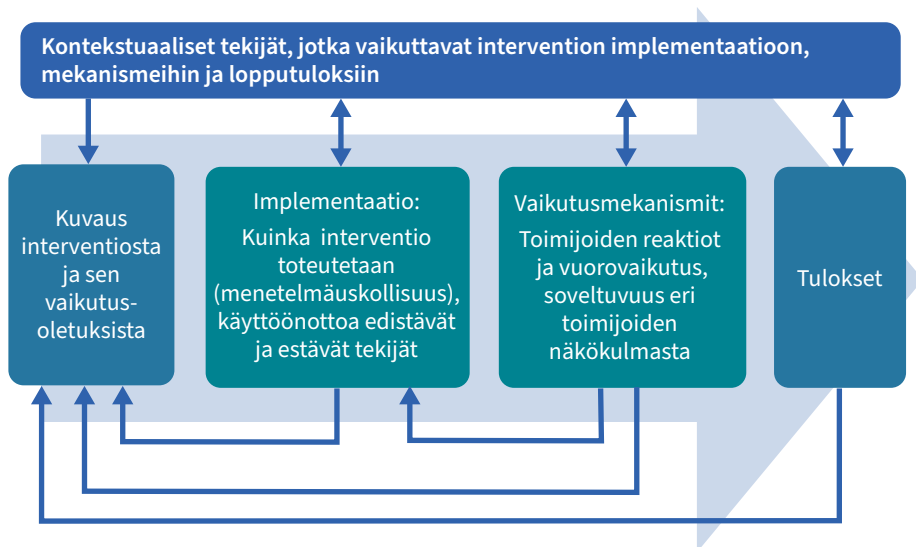 Kontekstuaaliset tekijät, jotka vaikuttavat intervention implementaatioon,
mekanismeihin ja lopputuloksiin
Kuvaus
interventiosta
ja sen
vaikutus-
oletuksista
Implementaatio:
Kuinka interventio
toteutetaan
(menetelmäuskollisuus),
käyttöönottoa edistävät
ja estävät tekijät
Vaikutusmekanismit:
Toimijoiden reaktiot
ja vuorovaikutus,
soveltuvuus eri
toimijoiden
näkökulmasta
Tulokset